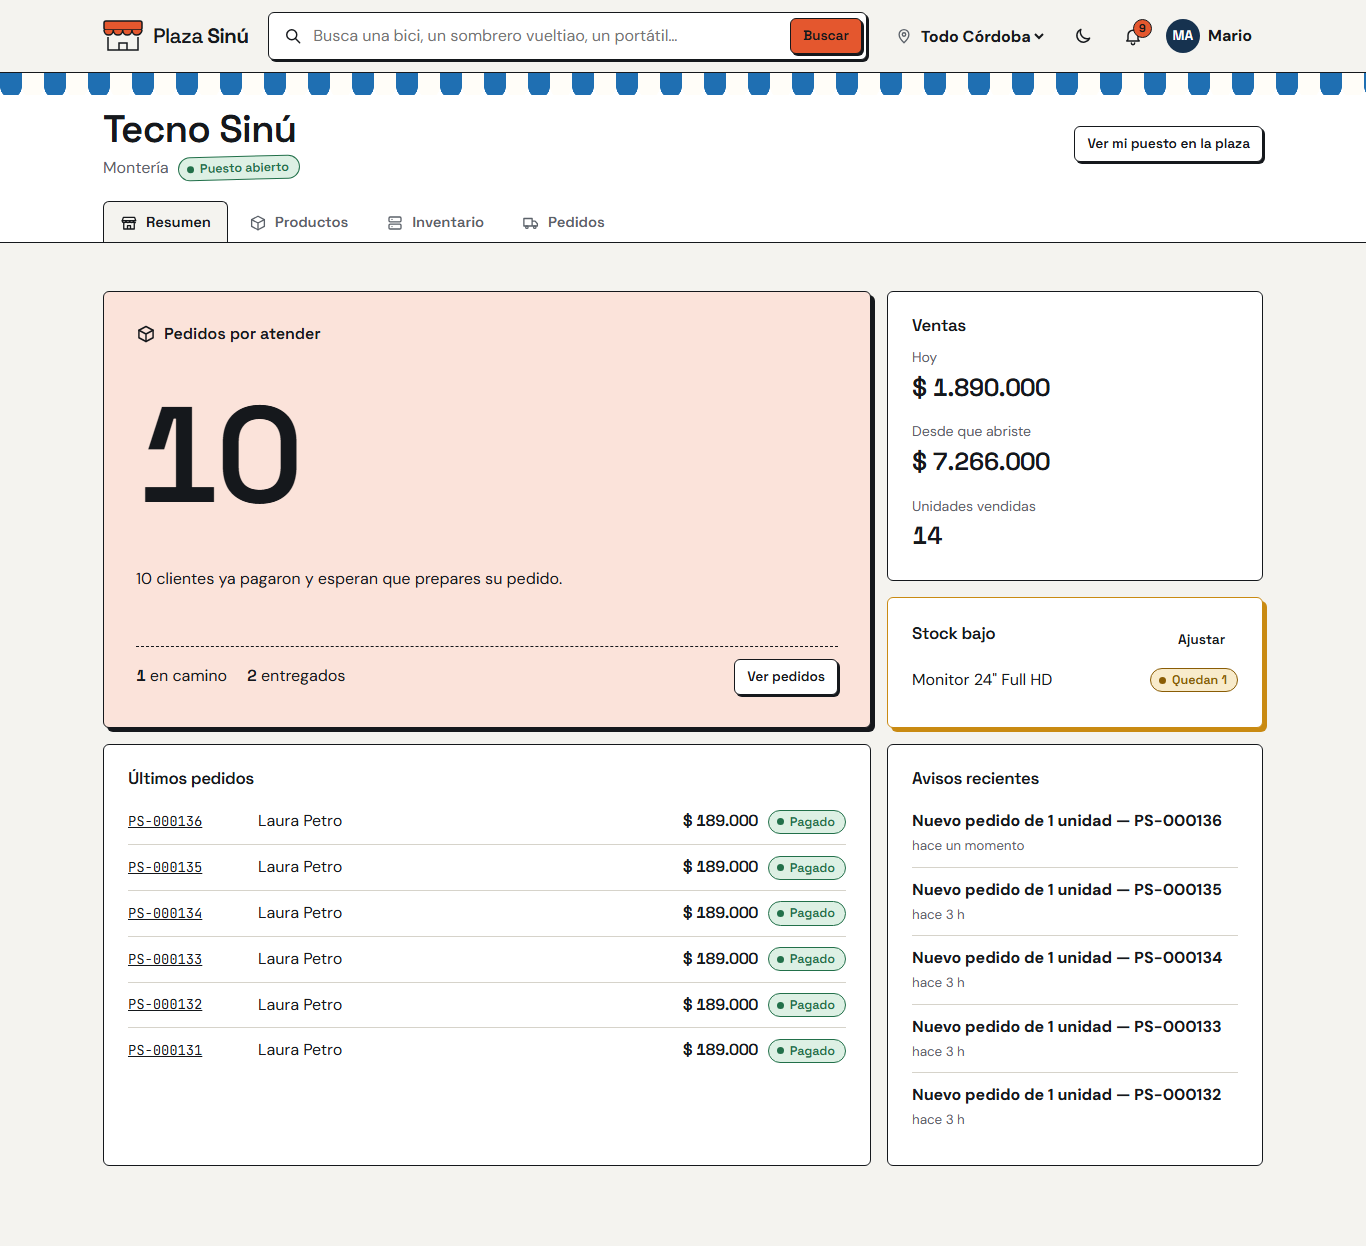 Plaza Sinú
Busca una bici, un sombrero vueltiao, un portátil...
Buscar
Todo Córdoba
9
MA
Mario
Tecno Sinú
Montería
Puesto abierto
Ver mi puesto en la plaza
Resumen
Productos
Inventario
Pedidos
Pedidos por atender
10
10 clientes ya pagaron y esperan que prepares su pedido.
1 en camino
2 entregados
Ver pedidos
Ventas
Hoy
$ 1.890.000
Desde que abriste
$ 7.266.000
Unidades vendidas
14
Stock bajo
Ajustar
Monitor 24" Full HD
Quedan 1
Últimos pedidos
PS-000136 Laura Petro $ 189.000 Pagado
PS-000135 Laura Petro $ 189.000 Pagado
PS-000134 Laura Petro $ 189.000 Pagado
PS-000133 Laura Petro $ 189.000 Pagado
PS-000132 Laura Petro $ 189.000 Pagado
PS-000131 Laura Petro $ 189.000 Pagado
Avisos recientes
Nuevo pedido de 1 unidad — PS-000136
hace un momento
Nuevo pedido de 1 unidad — PS-000135
hace 3 h
Nuevo pedido de 1 unidad — PS-000134
hace 3 h
Nuevo pedido de 1 unidad — PS-000133
hace 3 h
Nuevo pedido de 1 unidad — PS-000132
hace 3 h